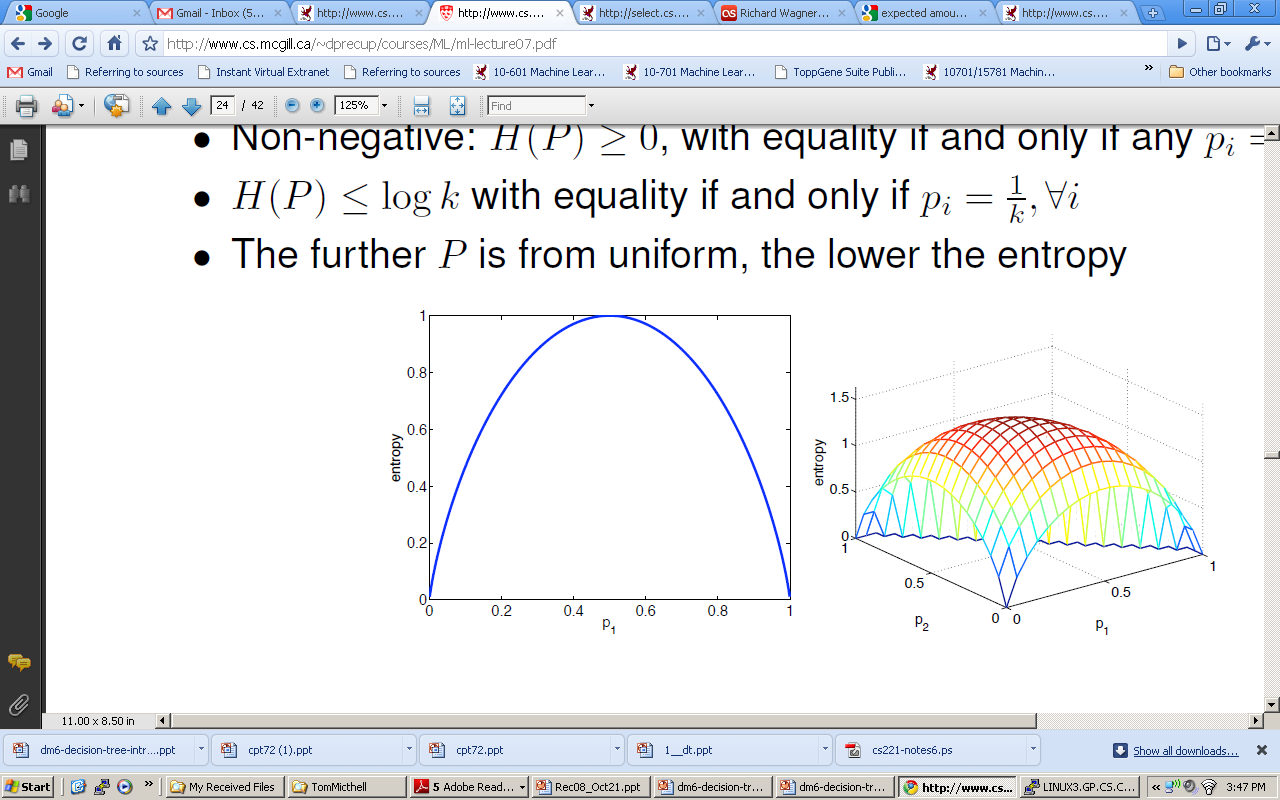 Google
Gmail - Inbox (5...
http://www.cs....
http://www.cs....
http://select.cs....
Richard Wagner...
expected amou...
http://www.cs....
http://www.cs.mcgill.ca/~dprecup/courses/ML/ml-lecture07.pdf
Gmail
Referring to sources
Instant Virtual Extranet
Referring to sources
10-601 Machine Lear...
10-701 Machine Lear...
ToppGene Suite Publi...
10701/15781 Machin...
»
Other bookmarks
24 / 42
125%
Find
• Non-negative: H(P) ≥ 0, with equality if and only if any p_i =
• H(P) ≤ log k with equality if and only if p_i = 1/k, ∀i
• The further P is from uniform, the lower the entropy
1
0.8
0.6
0.4
0.2
0
entropy
0 0.2 0.4 0.6 0.8 1
p_1
1.5
1
0.5
0
entropy
1
0.5
0
p_2
0
0.5
1
p_1
11.00 x 8.50 in
dm6-decision-tree-intr....ppt
cpt72 (1).ppt
cpt72.ppt
1__dt.ppt
cs221-notes6.ps
Show all downloads...
Start
»
My Received Files
TomMithell
5 Adobe Read...
Rec08_Oct21.ppt
dm6-decision-tr...
dm6-decision-tr...
http://www.cs....
LINUX3.GP.CS.C...
«
3:47 PM